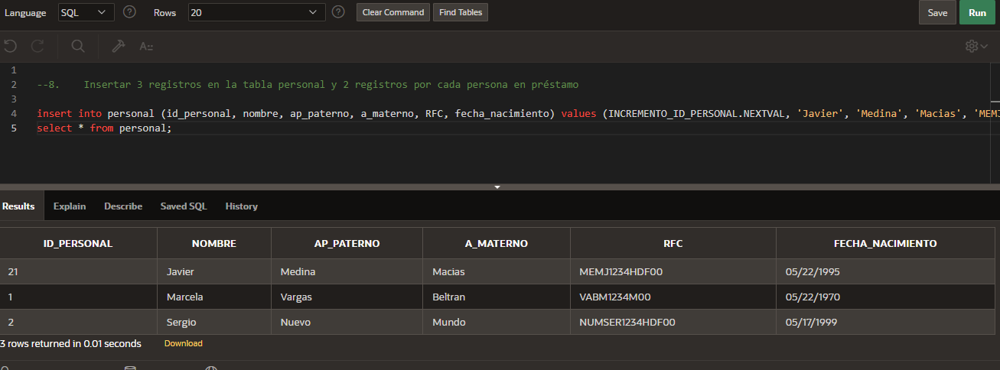 Language SQL Rows 20 Clear Command Find Tables Save Run
1
2 --8. Insertar 3 registros en la tabla personal y 2 registros por cada persona en préstamo
3
4 insert into personal (id_personal, nombre, ap_paterno, a_materno, RFC, fecha_nacimiento) values (INCREMENTO_ID_PERSONAL.NEXTVAL, 'Javier', 'Medina', 'Macias', 'MEMJ
5 select * from personal;
Results Explain Describe Saved SQL History
ID_PERSONAL NOMBRE AP_PATERNO A_MATERNO RFC FECHA_NACIMIENTO
21 Javier Medina Macias MEMJ1234HDF00 05/22/1995
1 Marcela Vargas Beltran VABM1234M00 05/22/1970
2 Sergio Nuevo Mundo NUMSER1234HDF00 05/17/1999
3 rows returned in 0.01 seconds Download